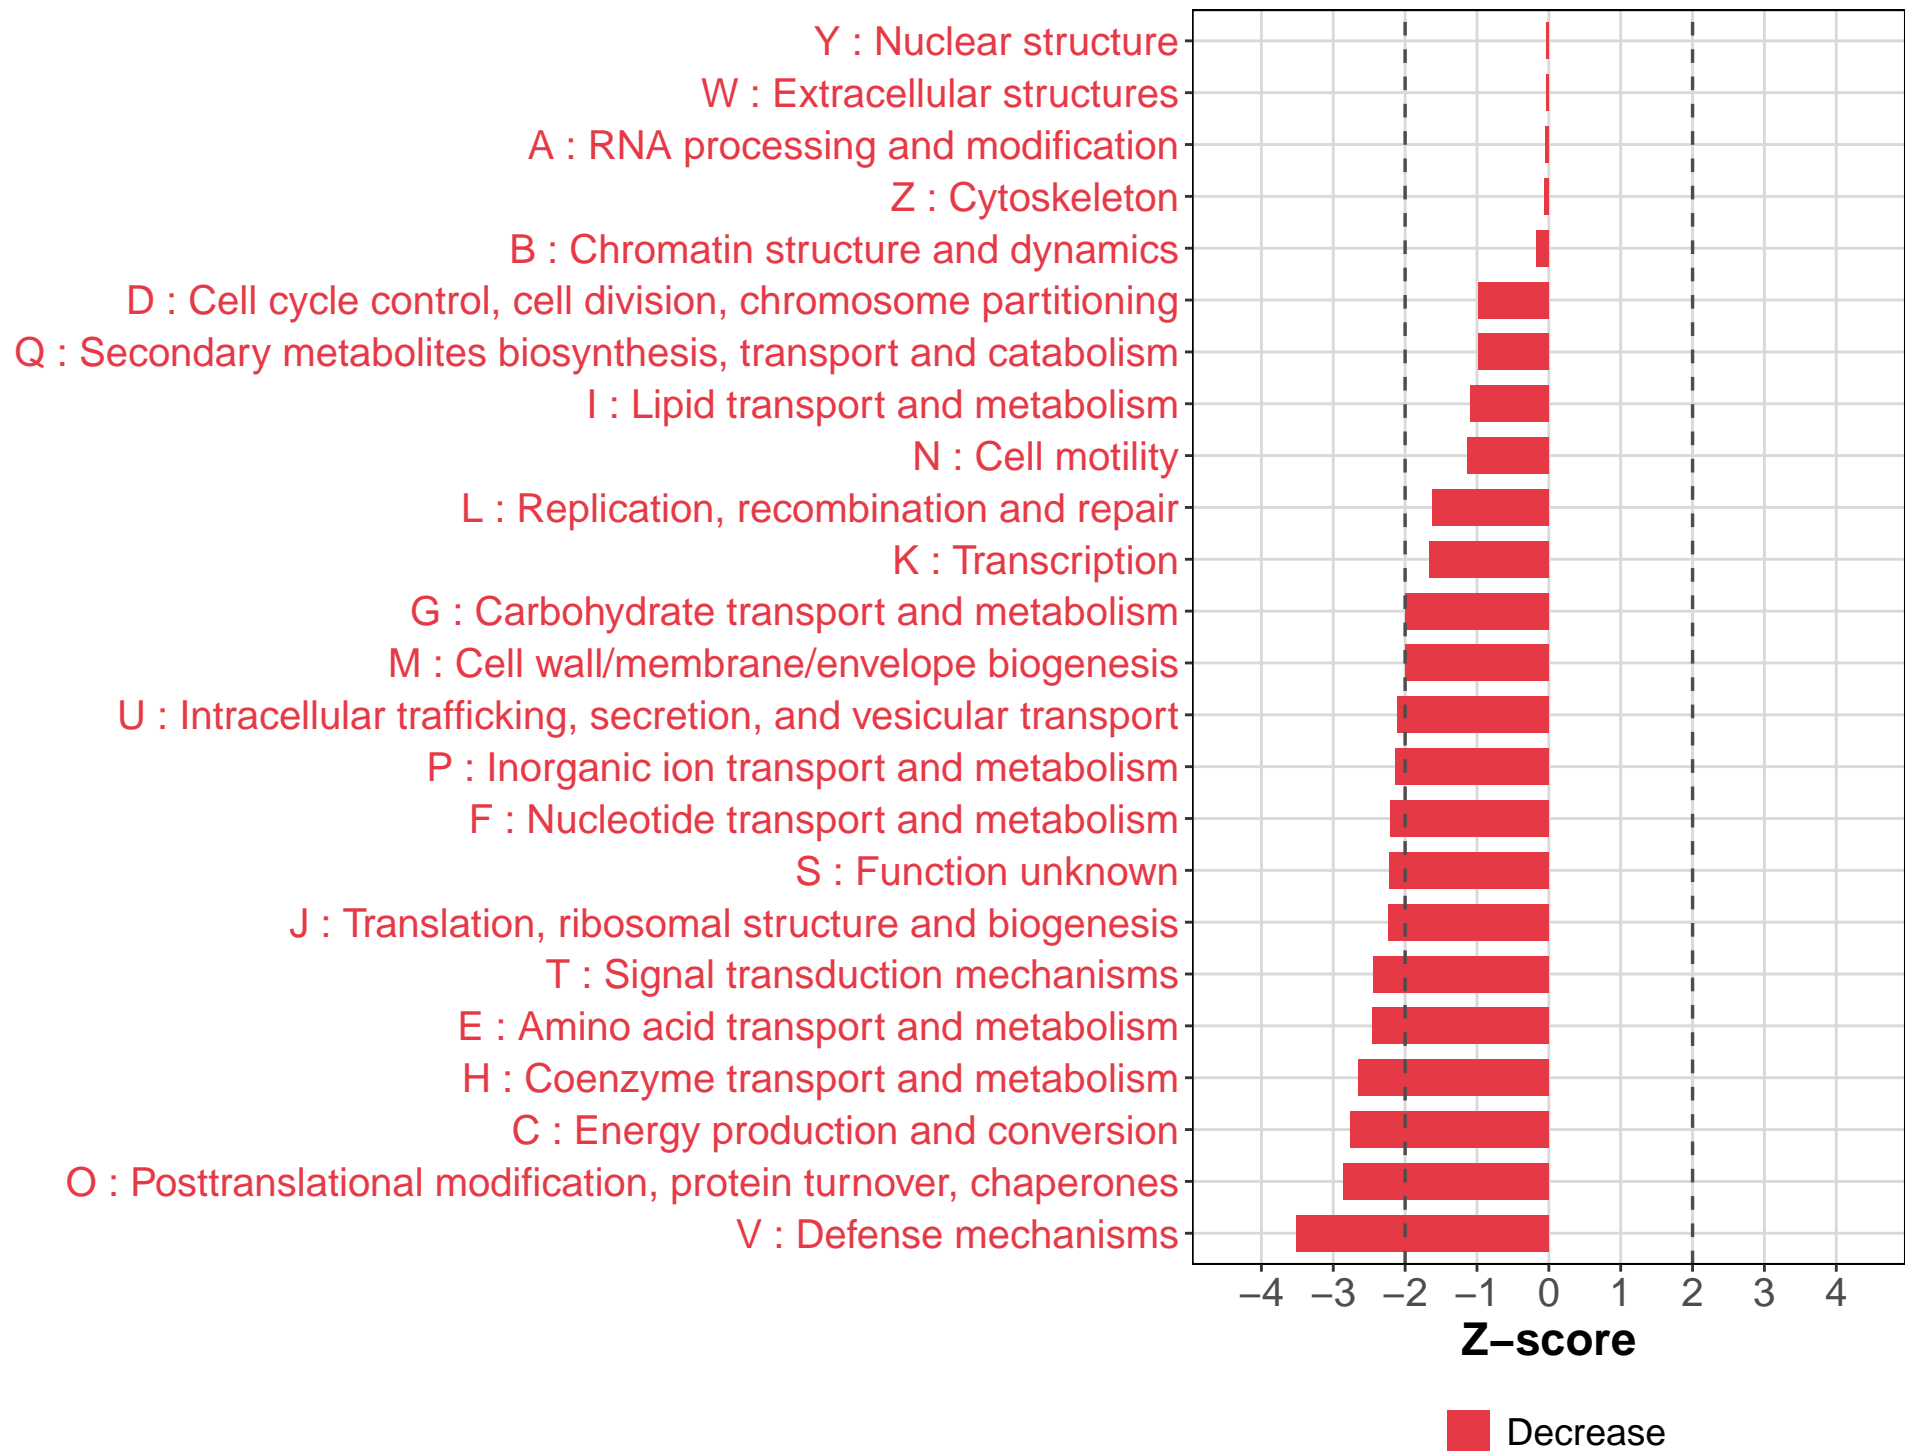 Y : Nuclear structure
W : Extracellular structures
A : RNA processing and modification
Z : Cytoskeleton
B : Chromatin structure and dynamics
D : Cell cycle control, cell division, chromosome partitioning
Q : Secondary metabolites biosynthesis, transport and catabolism
I : Lipid transport and metabolism
N : Cell motility
L : Replication, recombination and repair
K : Transcription
G : Carbohydrate transport and metabolism
M : Cell wall/membrane/envelope biogenesis
U : Intracellular trafficking, secretion, and vesicular transport
P : Inorganic ion transport and metabolism
F : Nucleotide transport and metabolism
S : Function unknown
J : Translation, ribosomal structure and biogenesis
T : Signal transduction mechanisms
E : Amino acid transport and metabolism
H : Coenzyme transport and metabolism
C : Energy production and conversion
O : Posttranslational modification, protein turnover, chaperones
V : Defense mechanisms
−4 −3 −2 −1 0 1 2 3 4
Z−score
Decrease